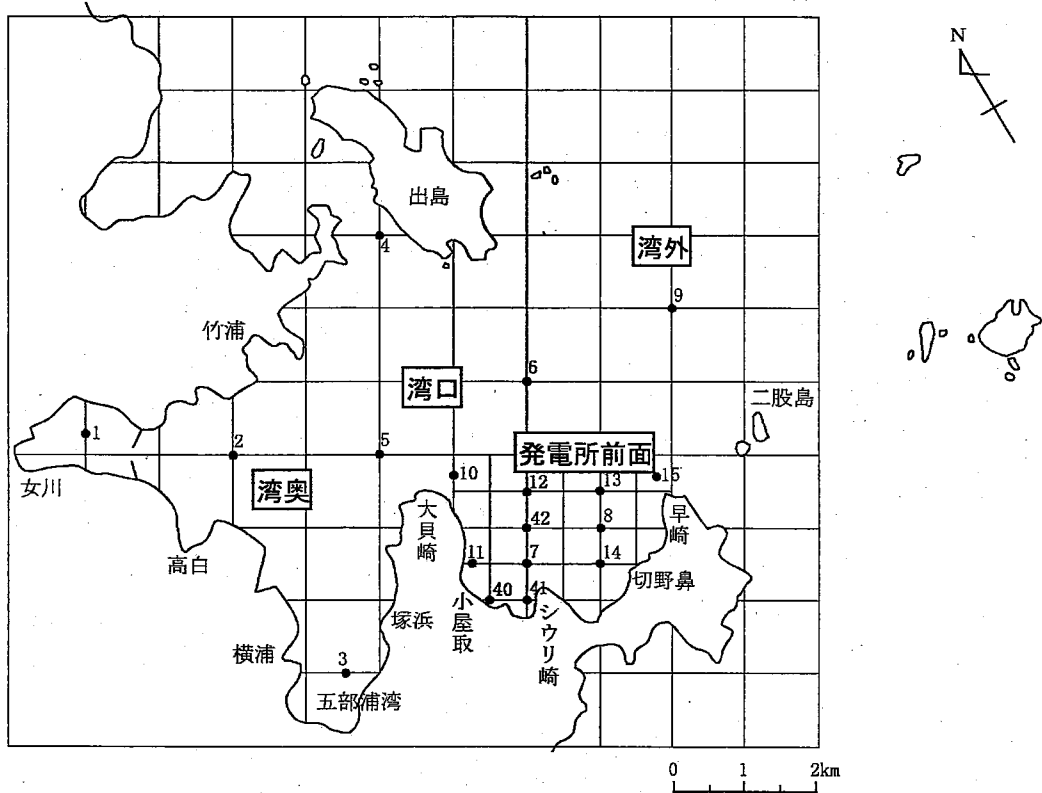 N
出島
4
湾外
9
竹浦
湾口
6
二股島
1
2
5
発電所前面
女川
湾奥
10
12
13
15
大貝崎
42
8
早崎
高白
11
7
14
切野鼻
小屋取
40
41
シウリ崎
塚浜
横浦
3
五部浦湾
0 1 2km